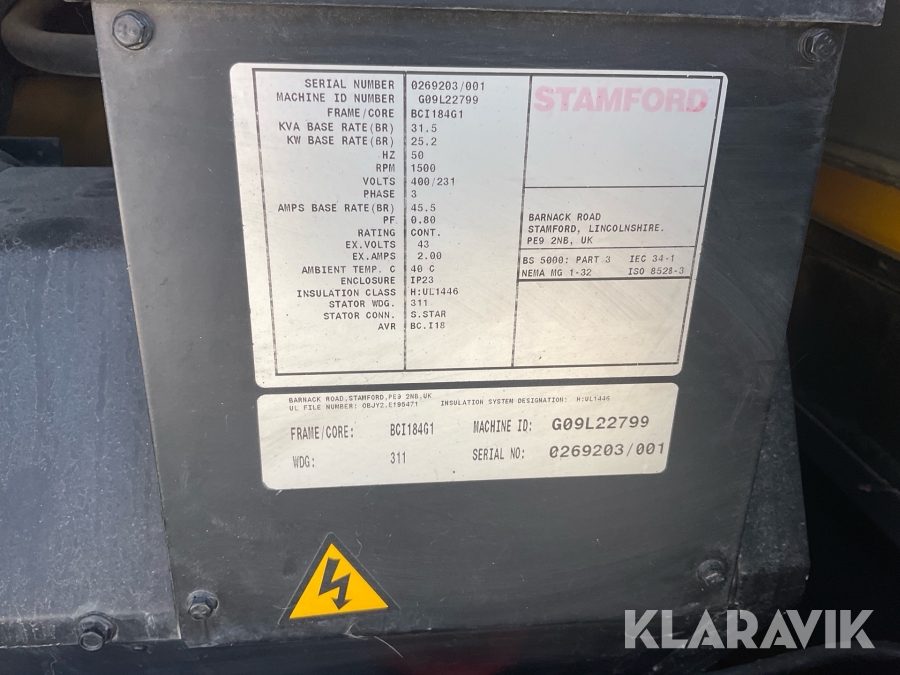 SERIAL NUMBER 0269203/001
MACHINE ID NUMBER G09L22799
FRAME/CORE BCI184G1
KVA BASE RATE(BR) 31.5
KW BASE RATE(BR) 25.2
HZ 50
RPM 1500
VOLTS 400/231
PHASE 3
AMPS BASE RATE(BR) 45.5
PF 0.80
RATING CONT.
EX.VOLTS 43
EX.AMPS 2.00
AMBIENT TEMP. C 40 C
ENCLOSURE IP23
INSULATION CLASS H:UL1446
STATOR WDG. 311
STATOR CONN. S.STAR
AVR BC.I18
STAMFORD
BARNACK ROAD
STAMFORD, LINCOLNSHIRE.
PE9 2NB, UK
BS 5000: PART 3 IEC 34-1
NEMA MG 1-32 ISO 8528-3
BARNACK ROAD,STAMFORD,PE9 2NB,UK
UL FILE NUMBER: OBJY2.E195471 INSULATION SYSTEM DESIGNATION: H:UL1446
FRAME/CORE: BCI184G1 MACHINE ID: G09L22799
WDG: 311 SERIAL NO: 0269203/001
KLARAVIK